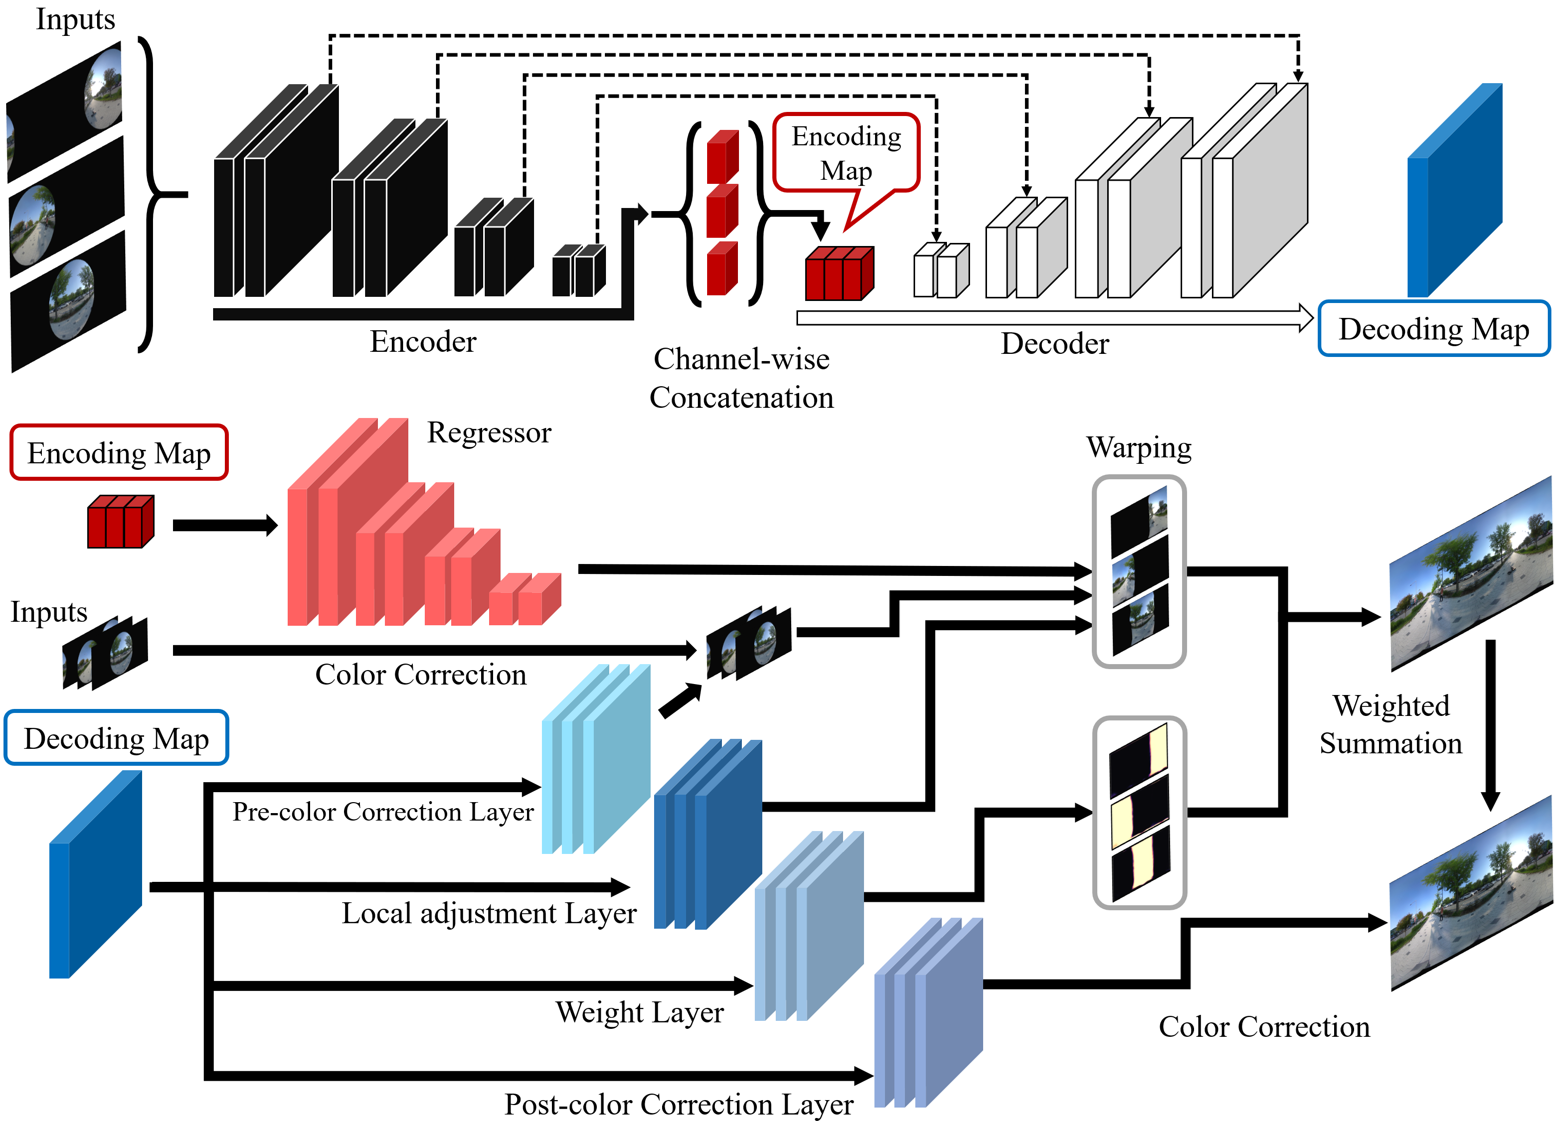 Inputs
Encoding
Map
Encoder
Channel-wise
Concatenation
Decoder
Decoding Map
Encoding Map
Regressor
Warping
Inputs
Color Correction
Weighted
Summation
Decoding Map
Pre-color Correction Layer
Local adjustment Layer
Weight Layer
Color Correction
Post-color Correction Layer